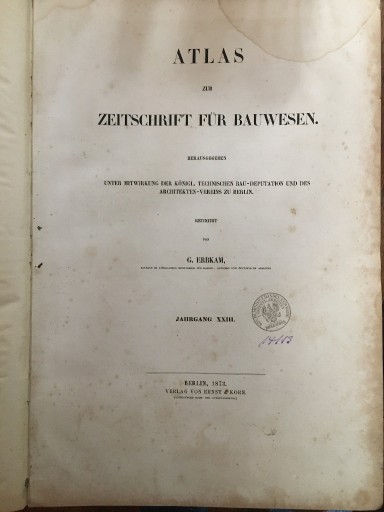 ATLAS
ZUR
ZEITSCHRIFT FÜR BAUWESEN.
HERAUSGEGEBEN
UNTER MITWIRKUNG DER KÖNIGL. TECHNISCHEN BAU-DEPUTATION UND DES
ARCHITEKTEN-VEREINS ZU BERLIN.
REDIGIRT
VON
G. ERBKAM,
JAHRGANG XXIII.
BERLIN, 1873.
VERLAG VON ERNST & KORN.